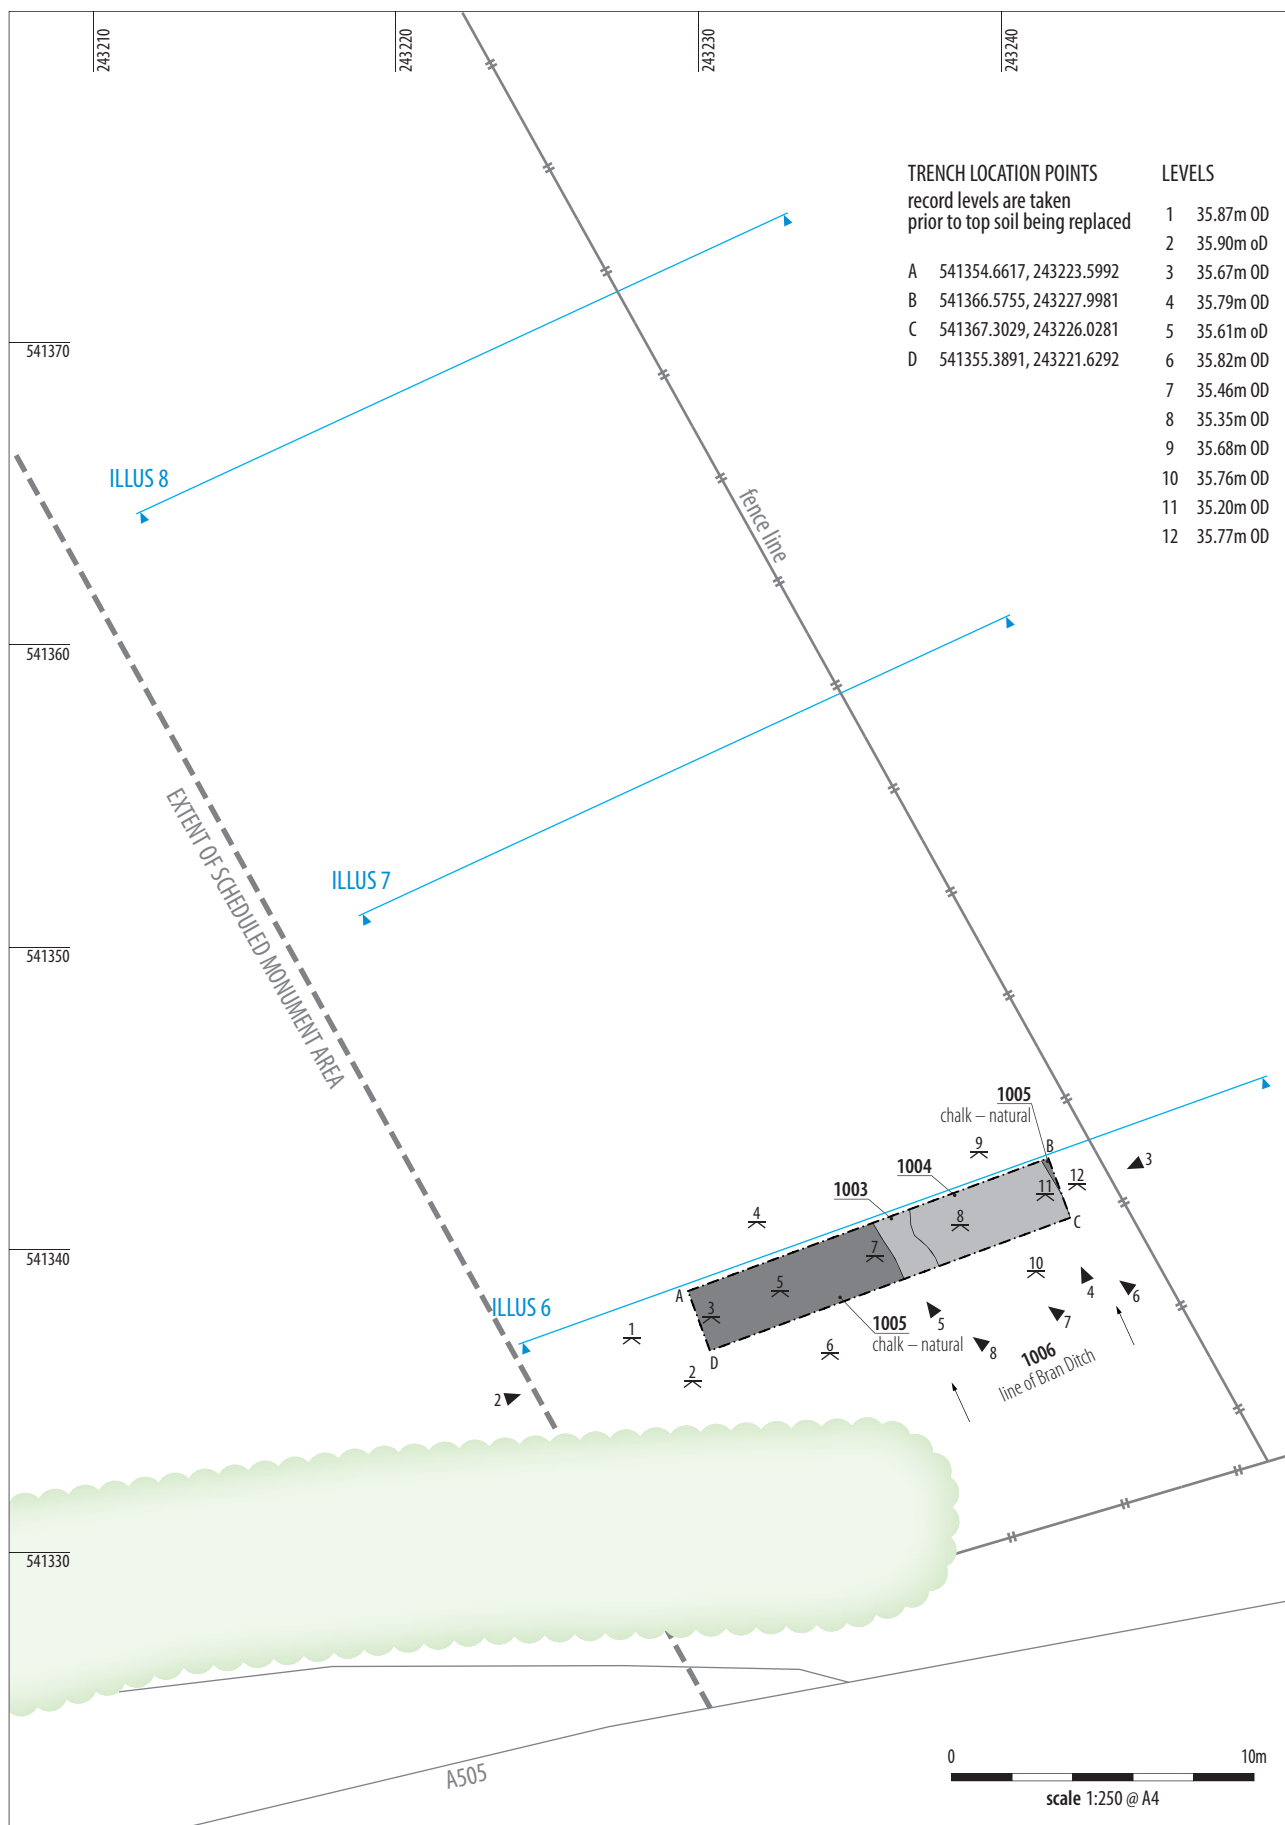 243210
243220
243230
243240
TRENCH LOCATION POINTS
record levels are taken
prior to top soil being replaced
A 541354.6617, 243223.5992
B 541366.5755, 243227.9981
C 541367.3029, 243226.0281
D 541355.3891, 243221.6292
LEVELS
1 35.87m OD
2 35.90m oD
3 35.67m OD
4 35.79m OD
5 35.61m oD
6 35.82m OD
7 35.46m OD
8 35.35m OD
9 35.68m OD
10 35.76m OD
11 35.20m OD
12 35.77m OD
541370
ILLUS 8
fence line
541360
EXTENT OF SCHEDULED MONUMENT AREA
ILLUS 7
541350
1005
chalk – natural
9
B
3
1004
12
11
1003
4
8
C
541340
7
10
5
4
6
A
ILLUS 6
3
1005
chalk – natural
5
7
1
6
8
D
1006
line of Bran Ditch
2
2
541330
A505
0
10m
scale 1:250 @ A4